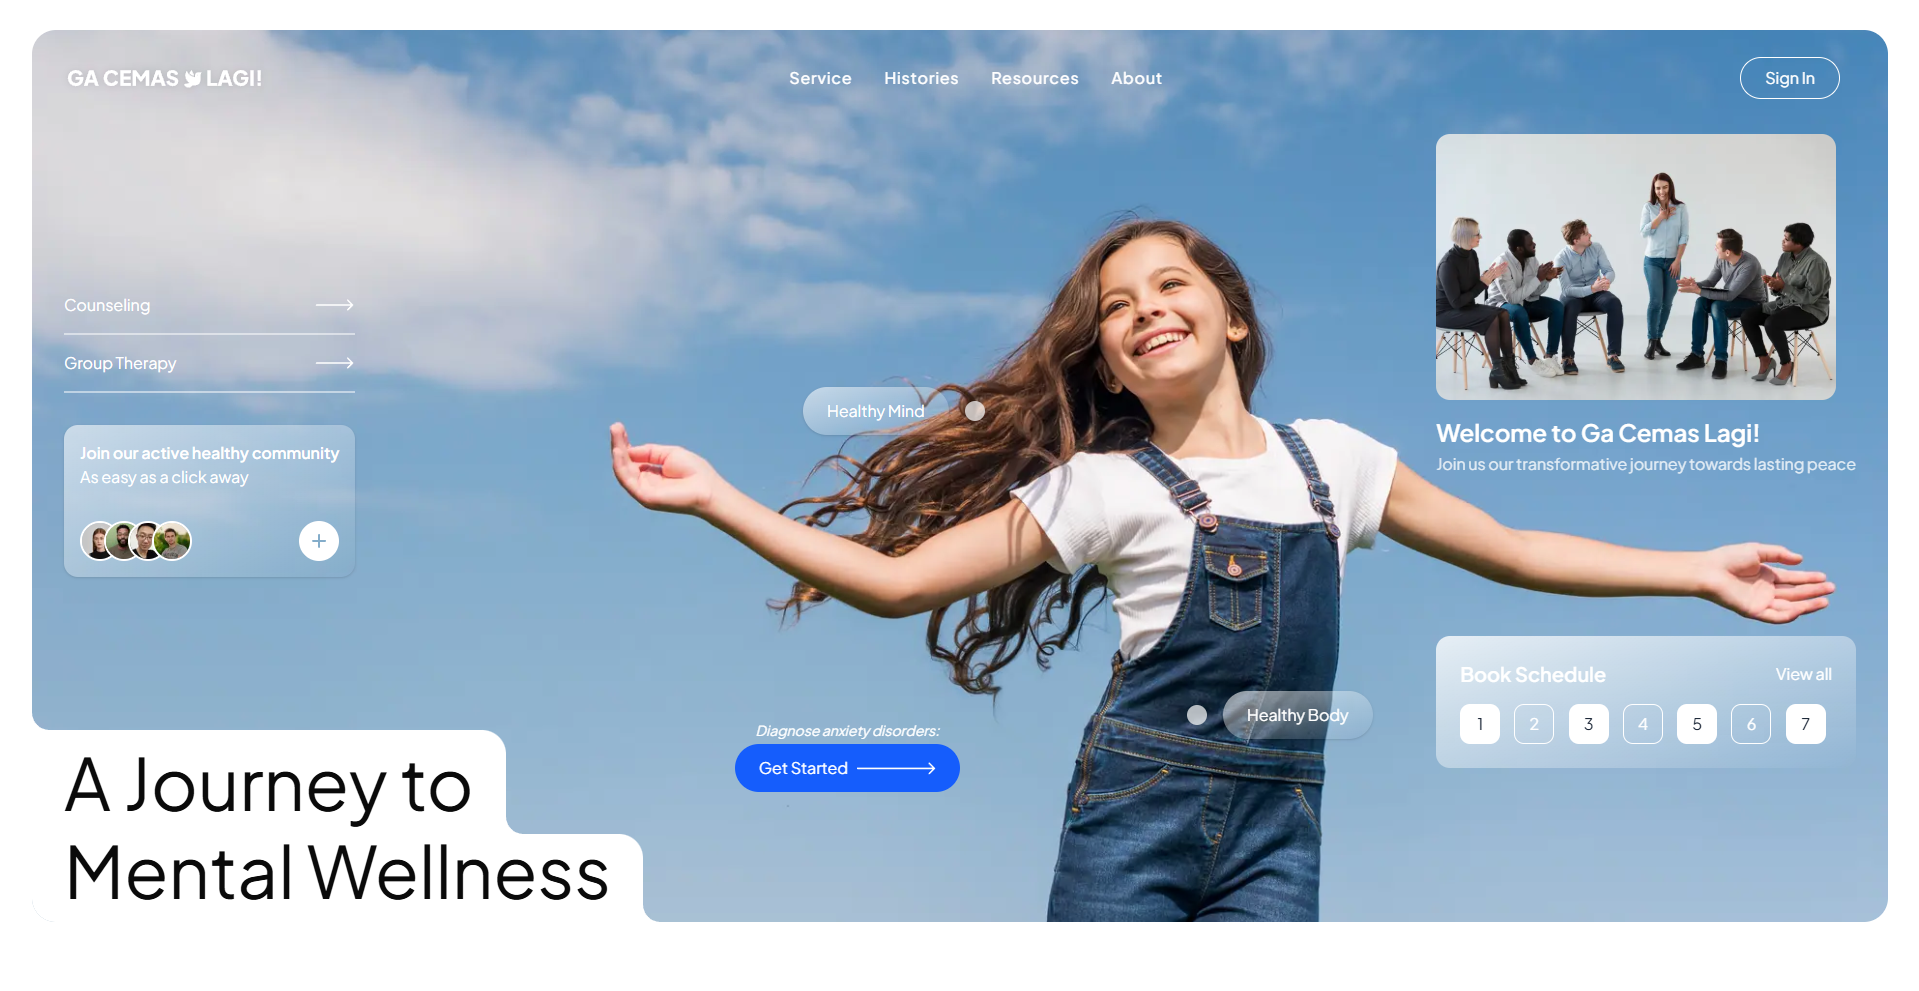 GA CEMAS LAGI!
Service Histories Resources About
Sign In
Counseling
Group Therapy
Join our active healthy community
As easy as a click away
Healthy Mind
Welcome to Ga Cemas Lagi!
Join us our transformative journey towards lasting peace
Book Schedule View all
1 2 3 4 5 6 7
Healthy Body
Diagnose anxiety disorders:
Get Started
A Journey to
Mental Wellness